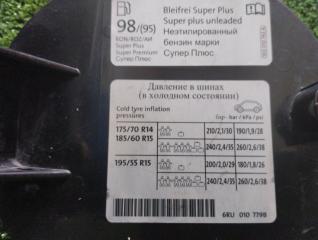 98/(95)
RON/ROZ/АИ
Super Plus
Super Premium
Супер Плюс
Bleifrei Super Plus
Super plus unleaded
Неэтилированный
бензин марки
Супер Плюс
Давление в шинах
(в холодном состоянии)
Cold tyre inflation
pressures
bar / kPa / psi
175/70 R14
185/60 R15
210/2,1/30 190/1,9/28
240/2,4/35 260/2,6/38
195/55 R15
200/2,0/29 180/1,8/26
240/2,4/35 260/2,6/38
6RU 010 779B